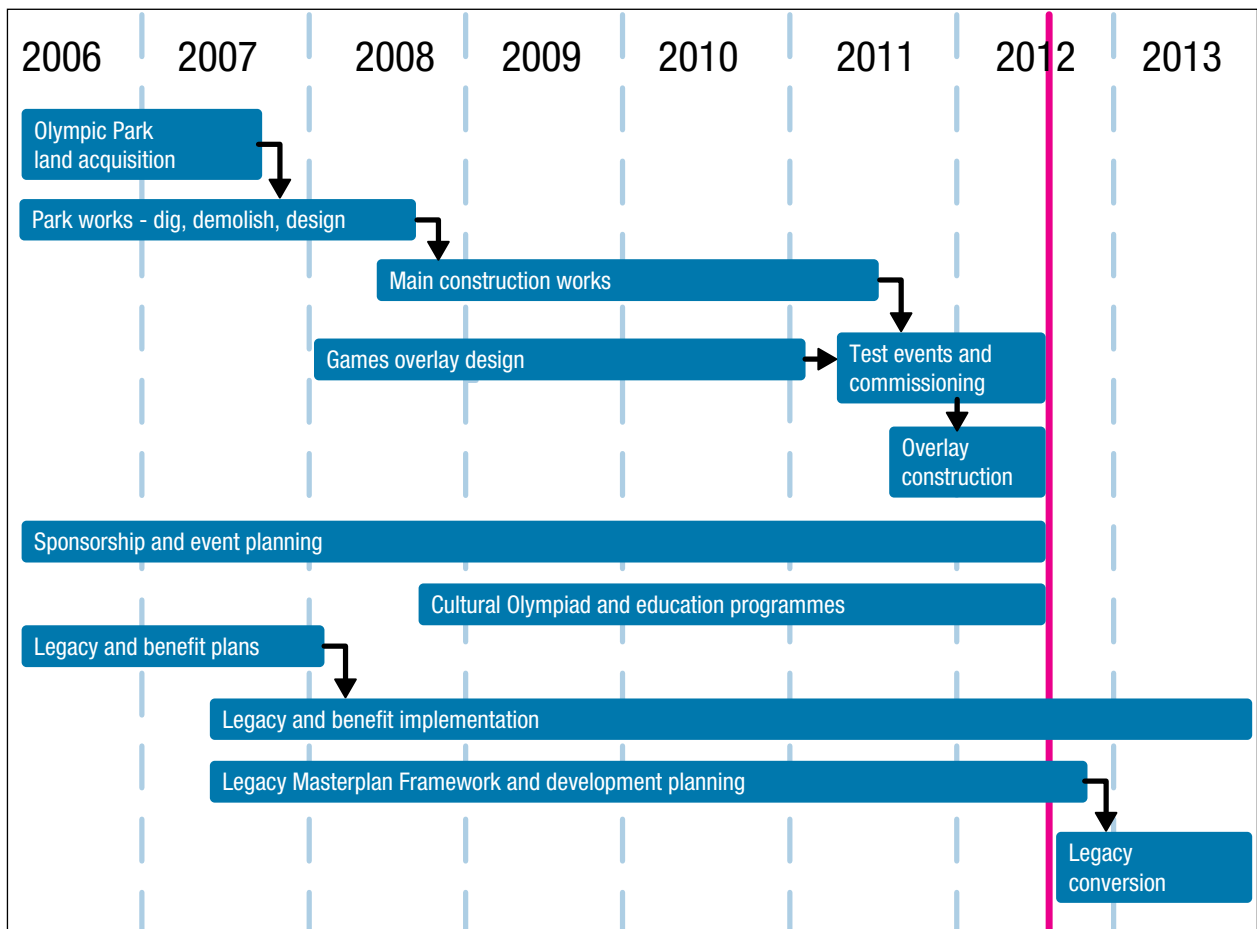 2006 2007 2008 2009 2010 2011 2012 2013
Olympic Park
land acquisition
Park works - dig, demolish, design
Main construction works
Games overlay design
Test events and
commissioning
Overlay
construction
Sponsorship and event planning
Cultural Olympiad and education programmes
Legacy and benefit plans
Legacy and benefit implementation
Legacy Masterplan Framework and development planning
Legacy
conversion